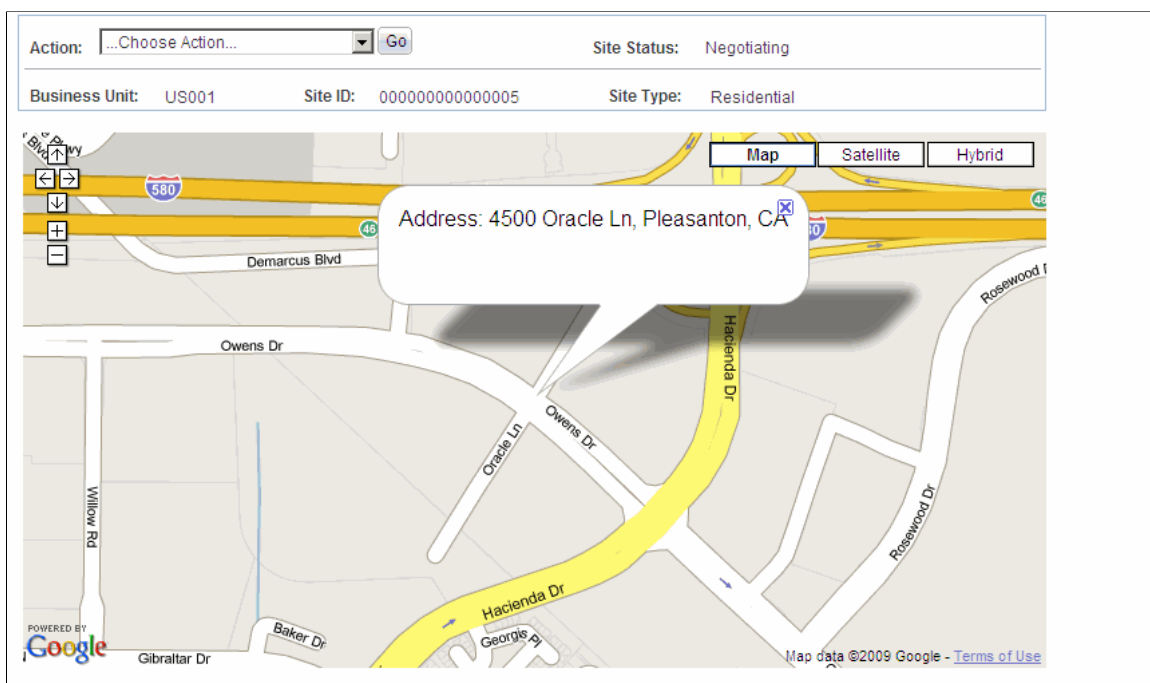 Action: ...Choose Action... Go Site Status: Negotiating
Business Unit: US001 Site ID: 000000000000005 Site Type: Residential
Map Satellite Hybrid
580
Address: 4500 Oracle Ln, Pleasanton, CA
46
Demarcus Blvd
Rosewood
Owens Dr
Hacienda Dr
Owens Dr
Oracle Ln
Willow Rd
Rosewood Dr
Hacienda Dr
Baker Dr
Georgis Pl
POWERED BY
Google
Gibraltar Dr
Map data ©2009 Google - Terms of Use